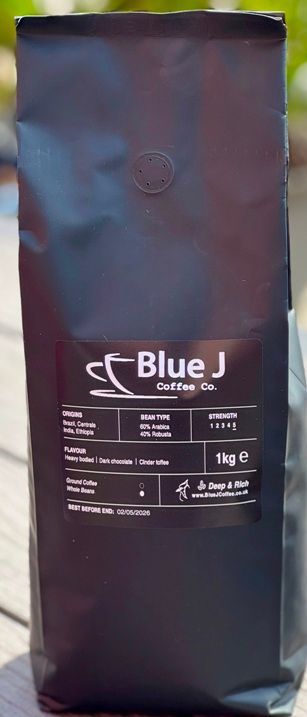 Blue J
Coffee Co.
ORIGINS
Brazil, Centrale
India, Ethiopia
BEAN TYPE
60% Arabica
40% Robusta
STRENGTH
1 2 3 4 5
FLAVOUR
Heavy bodied | Dark chocolate | Cinder toffee
1kg e
Ground Coffee
Whole Beans
Deep & Rich
www.BlueJCoffee.co.uk
BEST BEFORE END: 02/05/2026